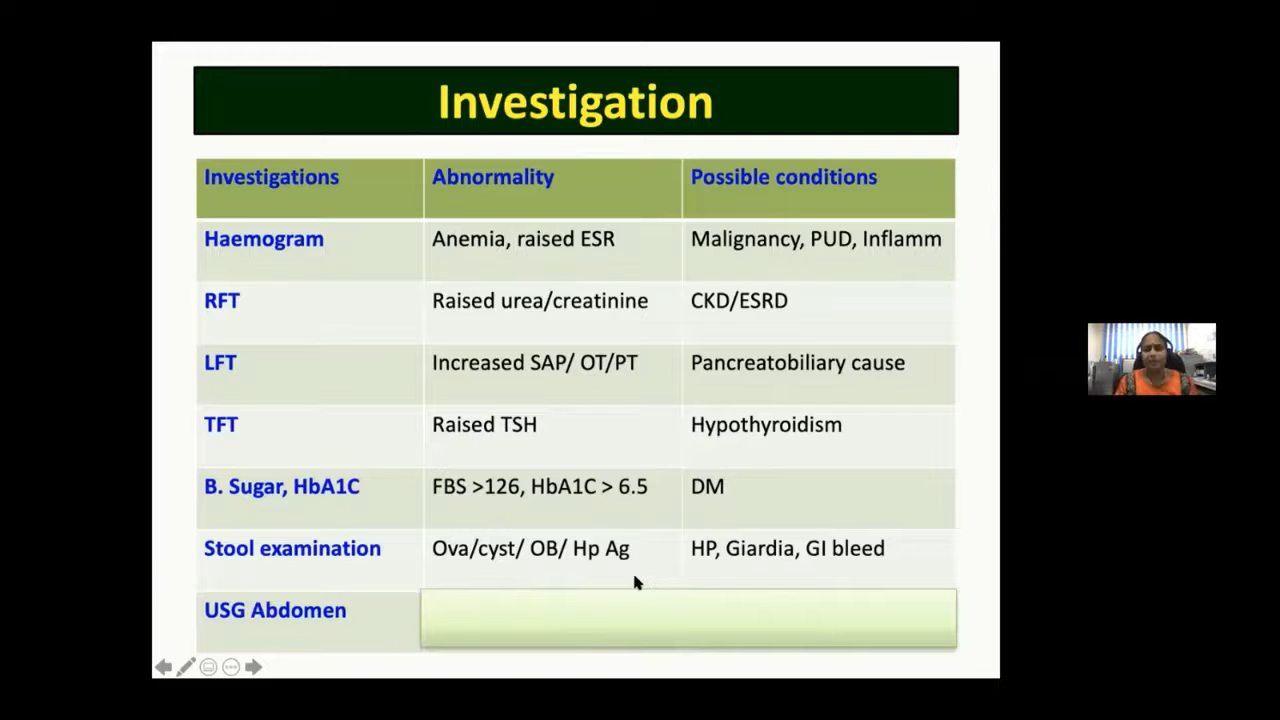 Investigation
Investigations Abnormality Possible conditions
Haemogram Anemia, raised ESR Malignancy, PUD, Inflamm
RFT Raised urea/creatinine CKD/ESRD
LFT Increased SAP/ OT/PT Pancreatobiliary cause
TFT Raised TSH Hypothyroidism
B. Sugar, HbA1C FBS >126, HbA1C > 6.5 DM
Stool examination Ova/cyst/ OB/ Hp Ag HP, Giardia, GI bleed
USG Abdomen